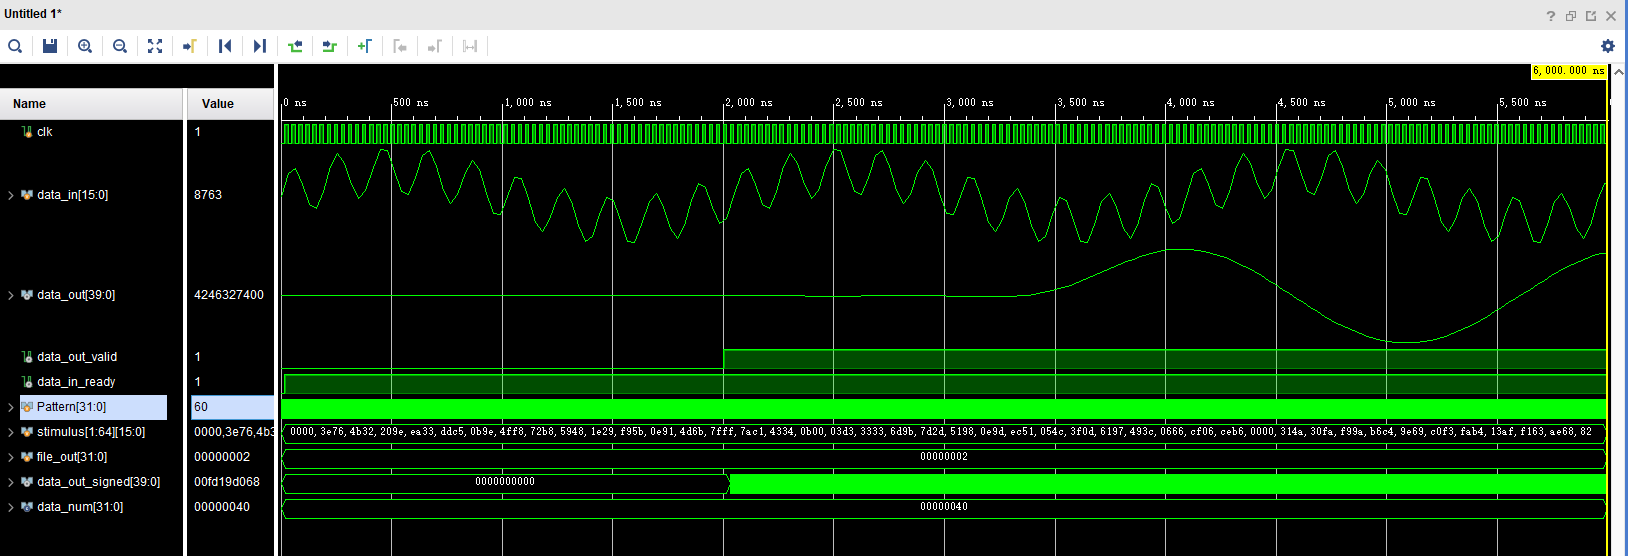 Untitled 1*
6,000.000 ns
Name Value
0 ns 500 ns 1,000 ns 1,500 ns 2,000 ns 2,500 ns 3,000 ns 3,500 ns 4,000 ns 4,500 ns 5,000 ns 5,500 ns
clk 1
data_in[15:0] 8763
data_out[39:0] 4246327400
data_out_valid 1
data_in_ready 1
Pattern[31:0] 60
stimulus[1:64][15:0] 0000,3e76,4b3 0000,3e76,4b32,209e,ea33,ddc5,0b9e,4ff8,72b8,5948,1e29,f95b,0e91,4d6b,7fff,7ac1,4334,0b00,03d3,3333,6d9b,7d2d,5198,0e9d,ec51,054c,3f0d,6197,493c,0666,cf06,ceb6,0000,314a,30fa,f99a,b6c4,9e69,c0f3,fab4,13af,f163,ae68,82
file_out[31:0] 00000002 00000002
data_out_signed[39:0] 00fd19d068 0000000000
data_num[31:0] 00000040 00000040